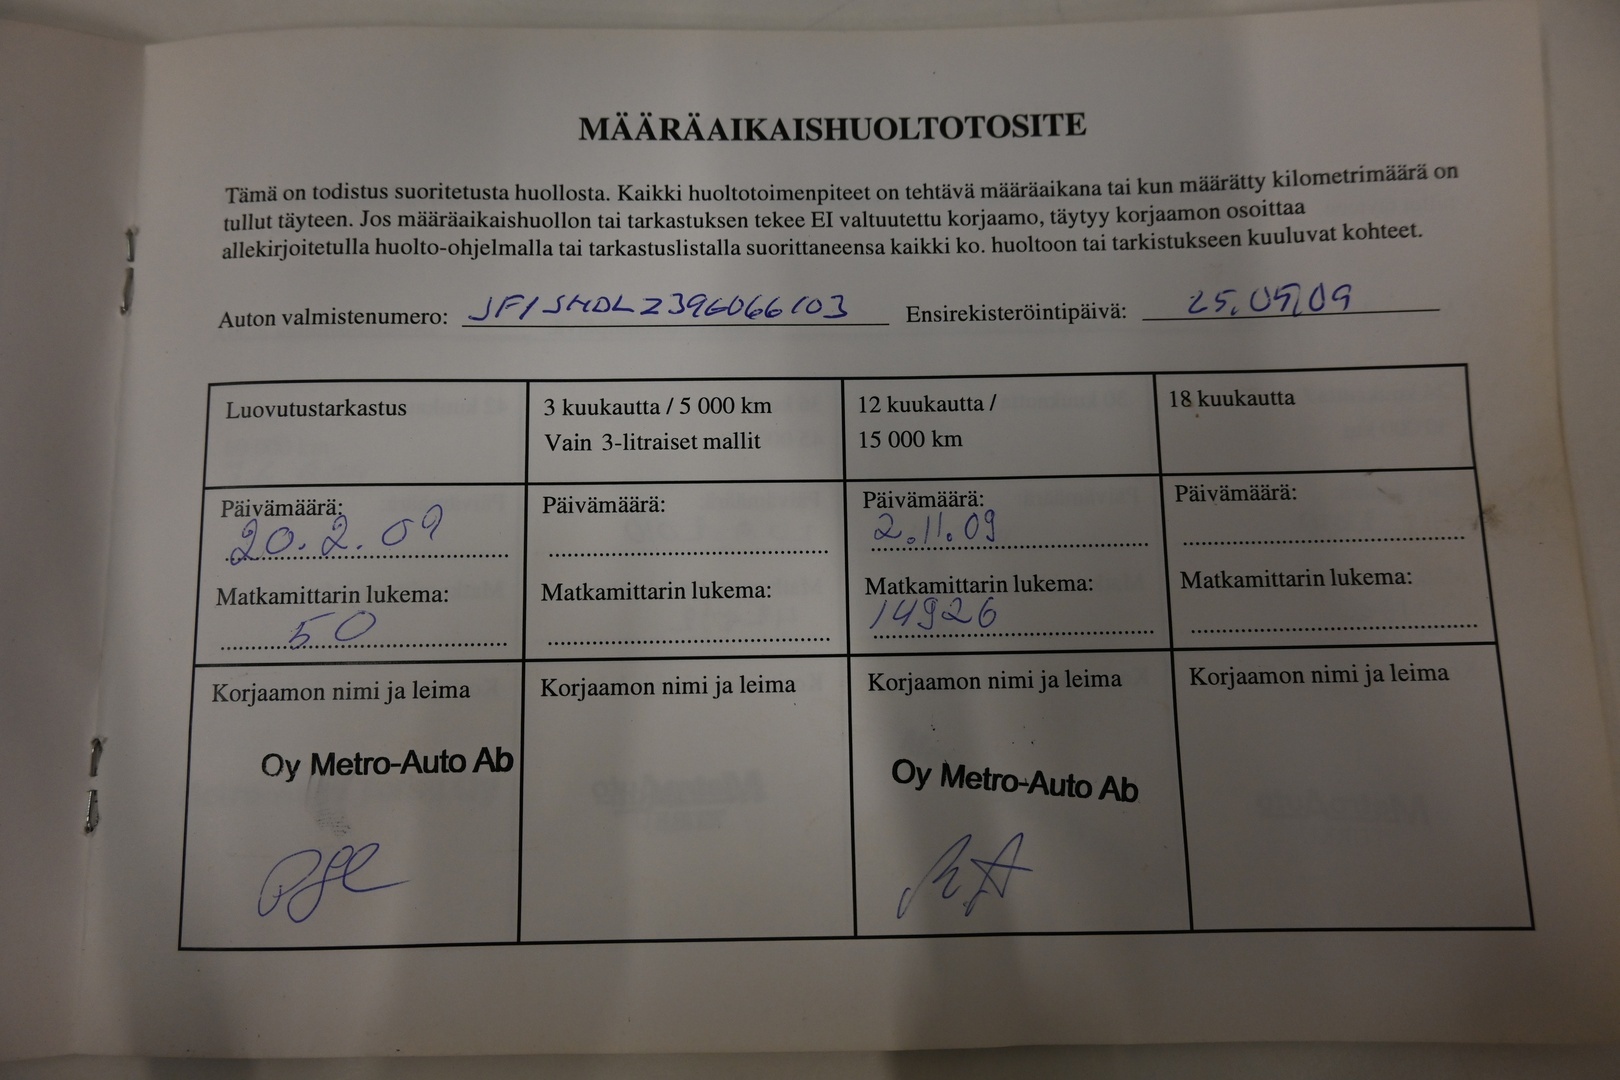 MÄÄRÄAIKAISHUOLTOTOSITE
Tämä on todistus suoritetusta huollosta. Kaikki huoltotoimenpiteet on tehtävä määräaikana tai kun määrätty kilometrimäärä on
tullut täyteen. Jos määräaikaishuollon tai tarkastuksen tekee EI valtuutettu korjaamo, täytyy korjaamon osoittaa
allekirjoitetulla huolto-ohjelmalla tai tarkastuslistalla suorittaneensa kaikki ko. huoltoon tai tarkistukseen kuuluvat kohteet.
Auton valmistenumero: JF1SHDLZ39G066103 Ensirekisteröintipäivä:
Luovutustarkastus
3 kuukautta / 5 000 km
Vain 3-litraiset mallit
12 kuukautta /
15 000 km
18 kuukautta
Päivämäärä:
20.2.09
Päivämäärä:
Päivämäärä:
2.11.09
Päivämäärä:
Matkamittarin lukema:
50
Matkamittarin lukema:
Matkamittarin lukema:
14926
Matkamittarin lukema:
Korjaamon nimi ja leima
Oy Metro-Auto Ab
Korjaamon nimi ja leima
Korjaamon nimi ja leima
Oy Metro-Auto Ab
Korjaamon nimi ja leima